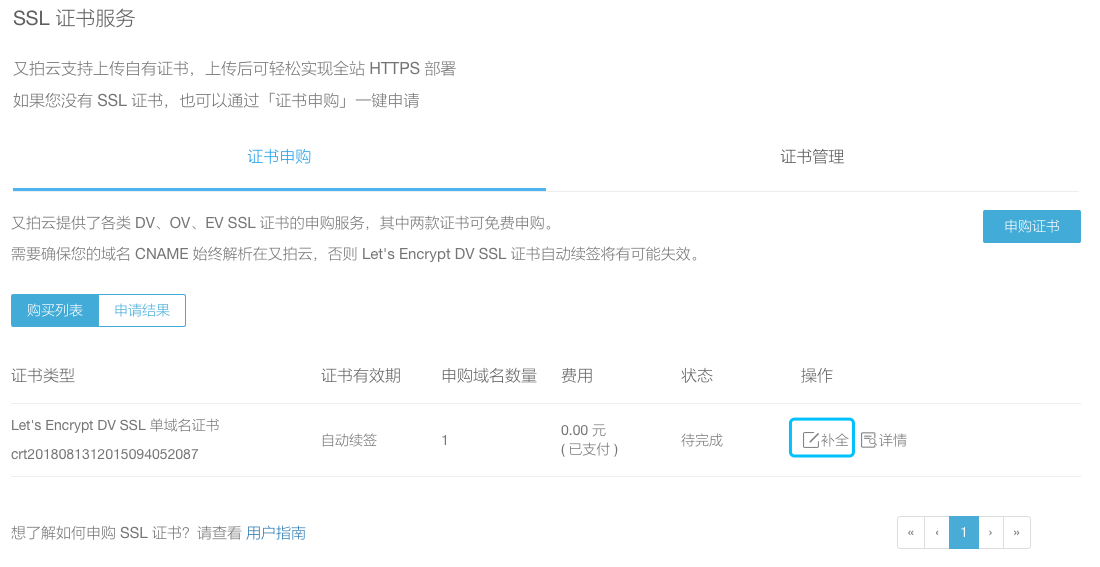 SSL 证书服务
又拍云支持上传自有证书，上传后可轻松实现全站 HTTPS 部署
如果您没有 SSL 证书，也可以通过「证书申购」一键申请
证书申购 证书管理
又拍云提供了各类 DV、OV、EV SSL 证书的申购服务，其中两款证书可免费申购。
申购证书
需要确保您的域名 CNAME 始终解析在又拍云，否则 Let's Encrypt DV SSL 证书自动续签将有可能失效。
购买列表 申请结果
证书类型 证书有效期 申购域名数量 费用 状态 操作
Let's Encrypt DV SSL 单域名证书
crt2018081312015094052087
自动续签 1
0.00 元
( 已支付 )
待完成 补全 详情
想了解如何申购 SSL 证书？请查看 用户指南
« ‹ 1 › »